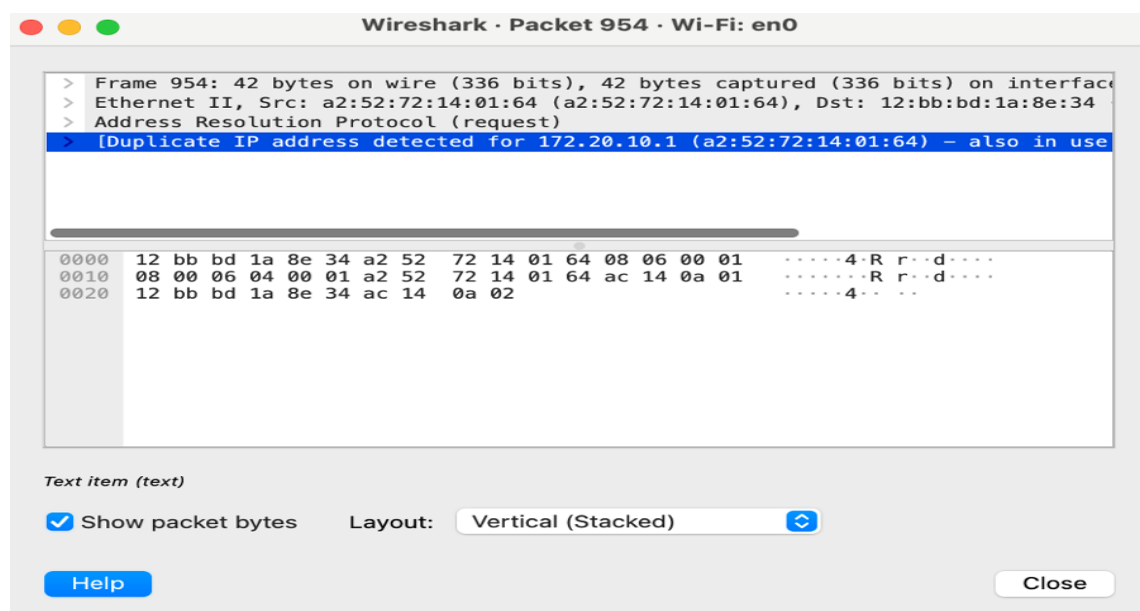 Wireshark · Packet 954 · Wi-Fi: en0
> Frame 954: 42 bytes on wire (336 bits), 42 bytes captured (336 bits) on interface
> Ethernet II, Src: a2:52:72:14:01:64 (a2:52:72:14:01:64), Dst: 12:bb:bd:1a:8e:34
> Address Resolution Protocol (request)
> [Duplicate IP address detected for 172.20.10.1 (a2:52:72:14:01:64) – also in use
0000 12 bb bd 1a 8e 34 a2 52 72 14 01 64 08 06 00 01 ·····4·R r··d····
0010 08 00 06 04 00 01 a2 52 72 14 01 64 ac 14 0a 01 ·······R r··d····
0020 12 bb bd 1a 8e 34 ac 14 0a 02 ·····4·· ··
Text item (text)
Show packet bytes Layout: Vertical (Stacked)
Help Close